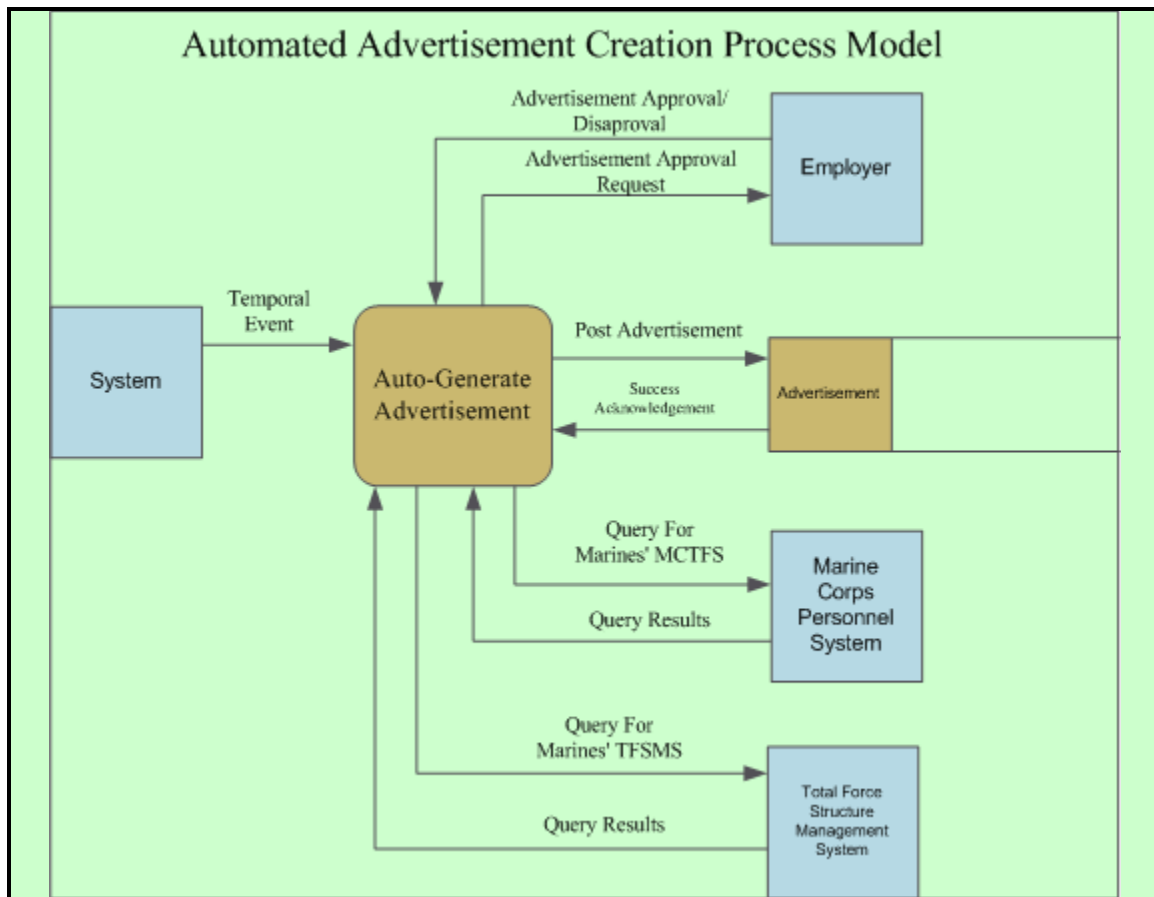 Automated Advertisement Creation Process Model
Advertisement Approval/
Disaproval
Employer
Advertisement Approval
Request
Temporal
Event
System
Auto-Generate
Advertisement
Post Advertisement
Success
Acknowledgement
Advertisement
Query For
Marines' MCTFS
Query Results
Marine
Corps
Personnel
System
Query For
Marines' TFSMS
Query Results
Total Force
Structure
Management
System